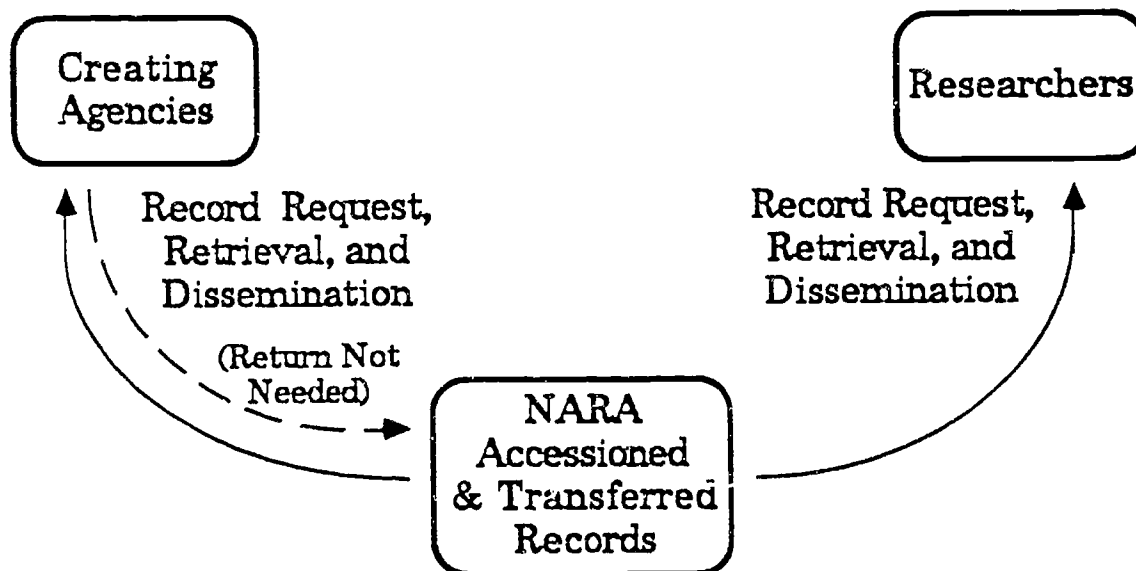 Creating
Agencies
Researchers
Record Request,
Retrieval, and
Dissemination
(Return Not
Needed)
Record Request,
Retrieval, and
Dissemination
NARA
Accessioned
& Transferred
Records